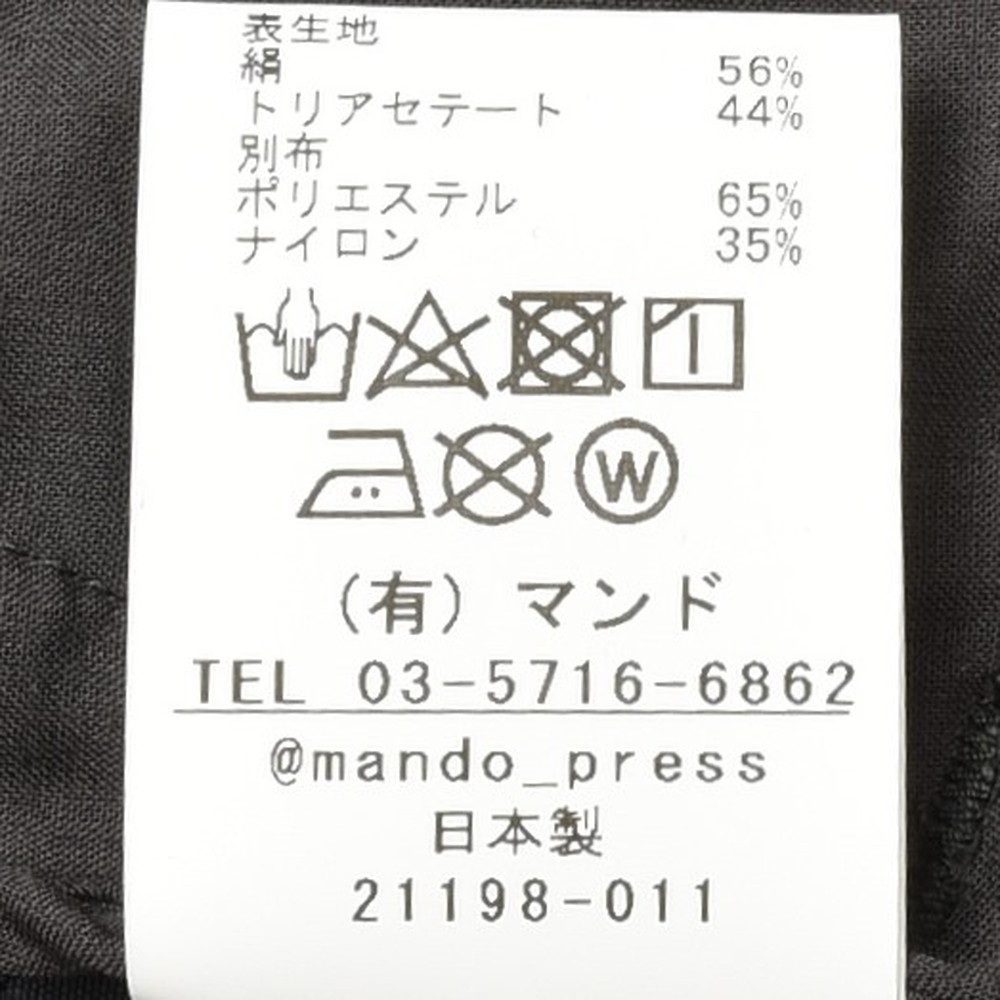 表生地
絹 56%
トリアセテート 44%
別布
ポリエステル 65%
ナイロン 35%
W
(有) マンド
TEL 03-5716-6862
@mando_press
日本製
21198-011